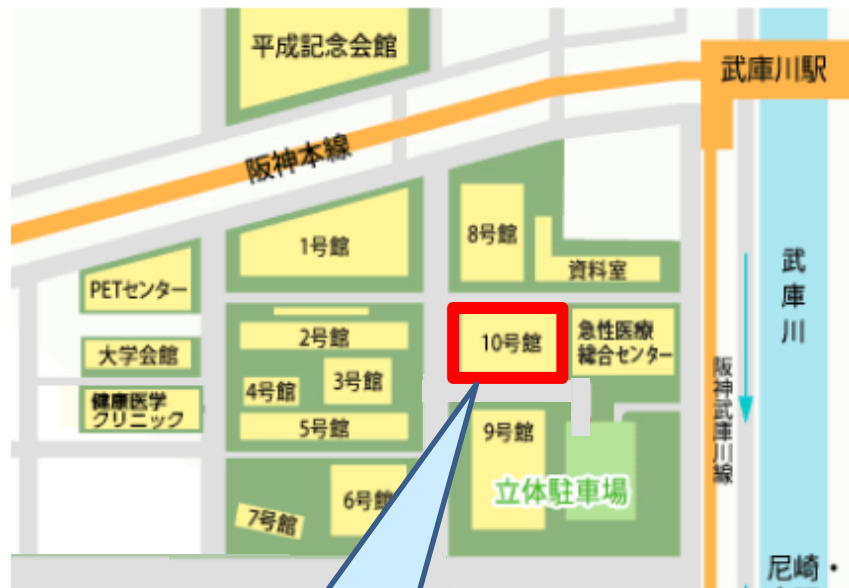 平成記念会館
武庫川駅
阪神本線
1号館
8号館
資料室
PETセンター
武庫川
2号館
10号館
急性医療
総合センター
大学会館
3号館
4号館
阪神武庫川線
健康医学
クリニック
5号館
9号館
立体駐車場
6号館
7号館
尼崎・